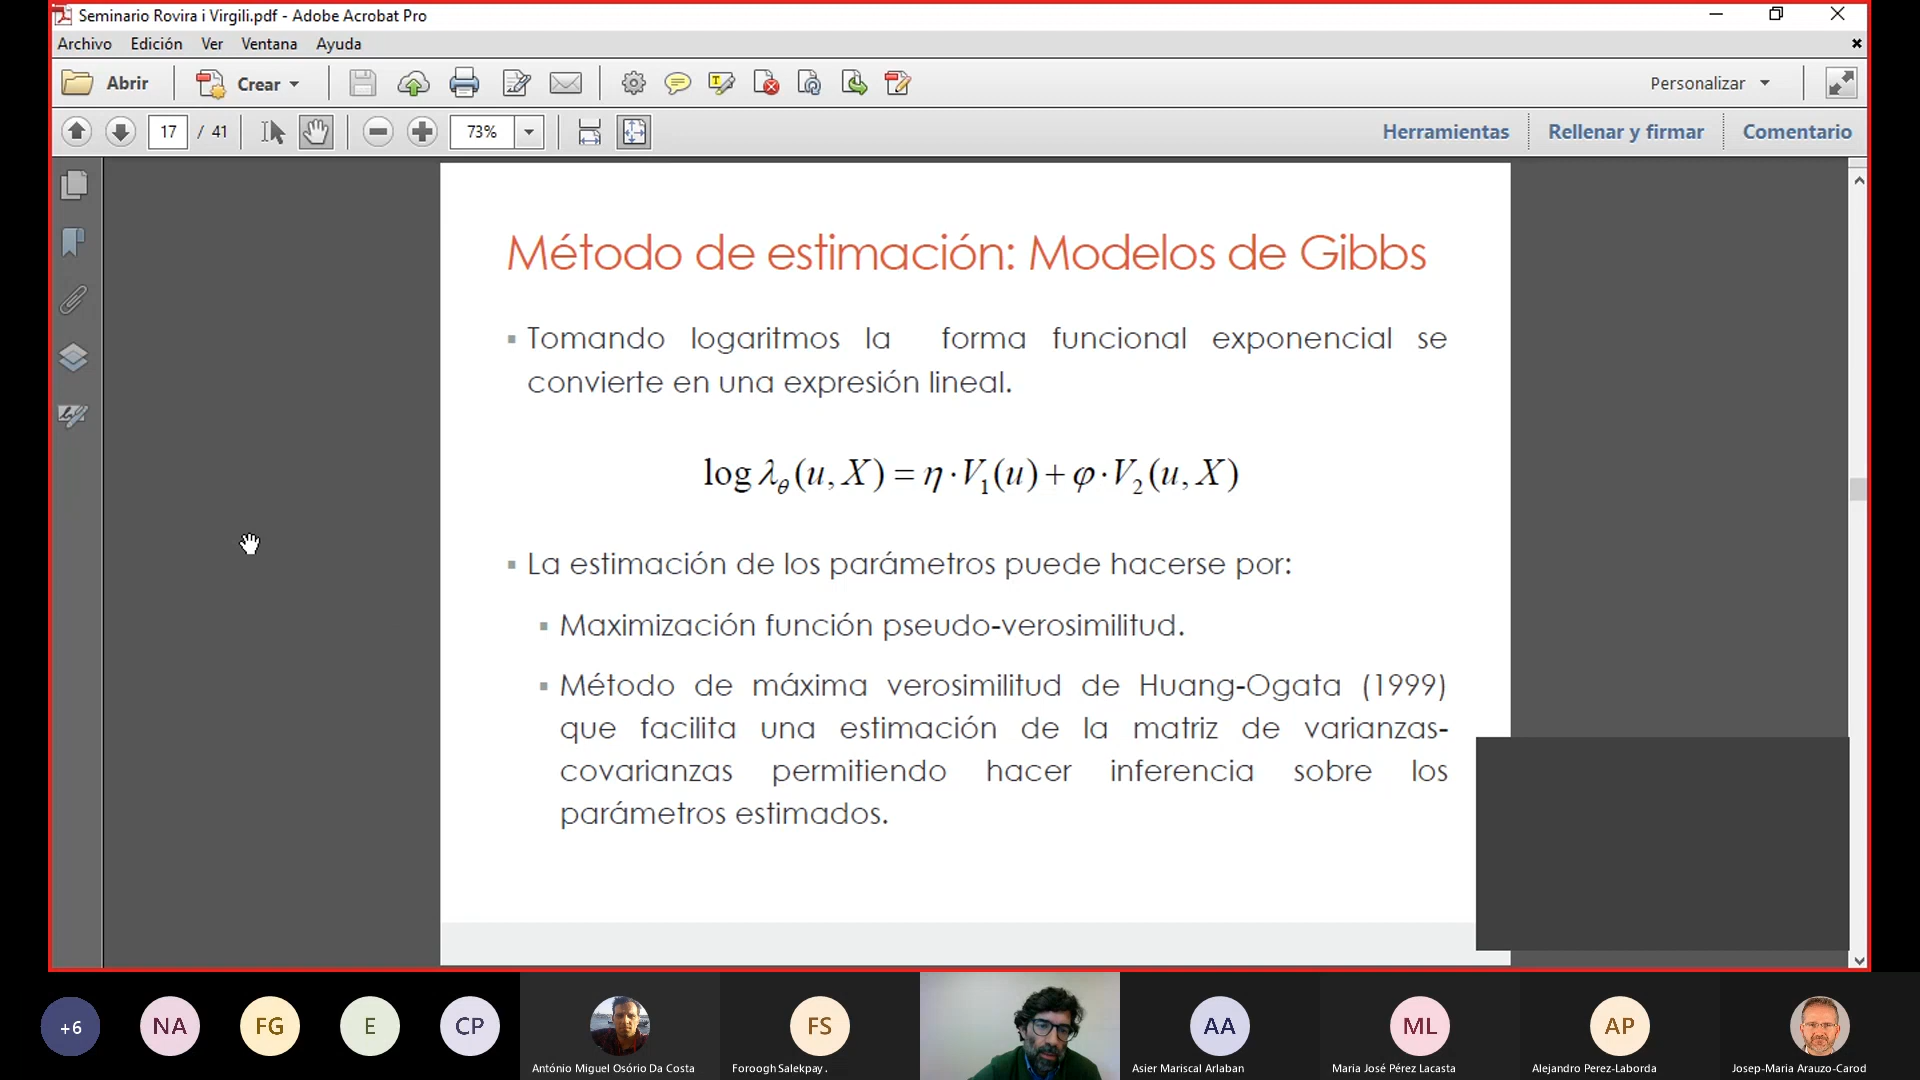 Seminario Rovira i Virgili.pdf - Adobe Acrobat Pro
Archivo Edición Ver Ventana Ayuda
Abrir Crear Personalizar
17 / 41 73% Herramientas Rellenar y firmar Comentario
Método de estimación: Modelos de Gibbs
Tomando logaritmos la forma funcional exponencial se
convierte en una expresión lineal.
log λ_θ(u, X) = η · V₁(u) + φ · V₂(u, X)
La estimación de los parámetros puede hacerse por:
Maximización función pseudo-verosimilitud.
Método de máxima verosimilitud de Huang-Ogata (1999)
que facilita una estimación de la matriz de varianzas-
covarianzas permitiendo hacer inferencia sobre los
parámetros estimados.
+6 NA FG E CP FS AA ML AP
António Miguel Osório Da Costa Foroogh Salekpay . Asier Mariscal Arlaban Maria José Pérez Lacasta Alejandro Perez-Laborda Josep-Maria Arauzo-Carod